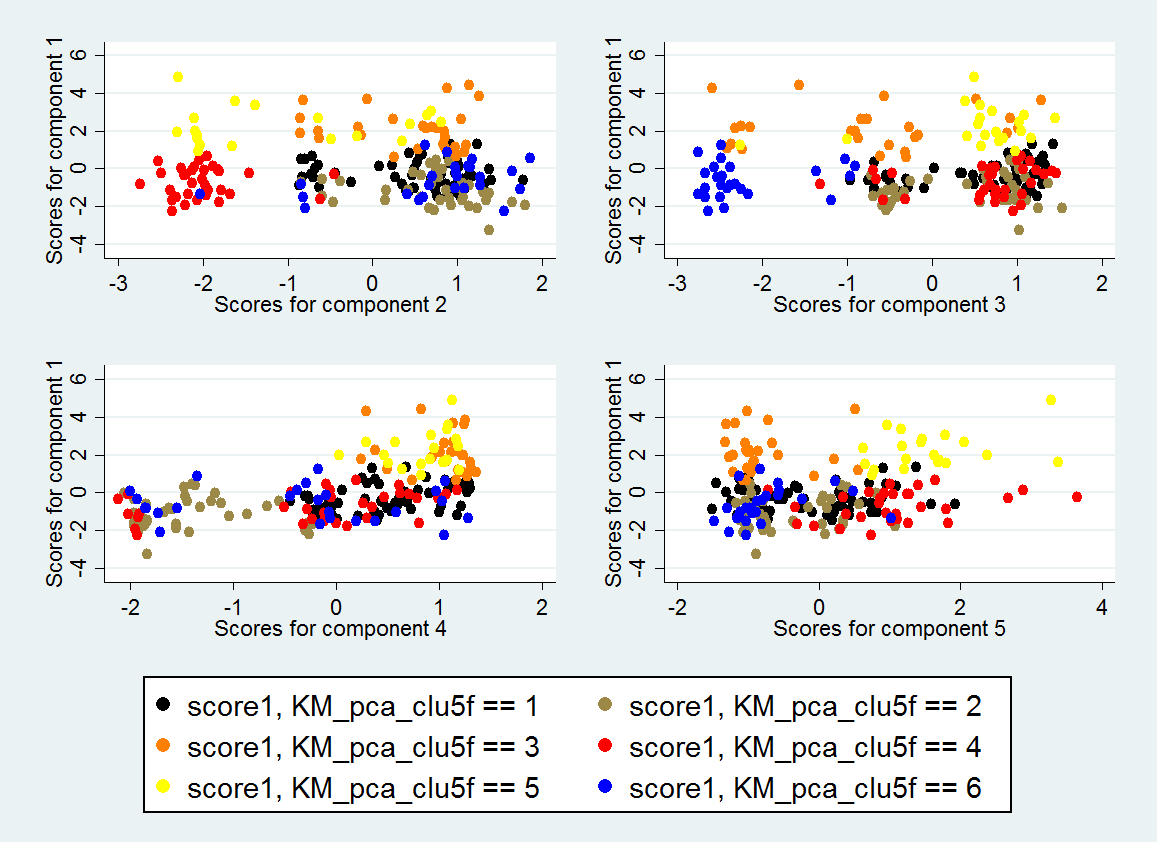 Scores for component 1
6
4
2
0
-2
-4
-3 -2 -1 0 1 2
Scores for component 2
Scores for component 1
6
4
2
0
-2
-4
-3 -2 -1 0 1 2
Scores for component 3
Scores for component 1
6
4
2
0
-2
-4
-2 -1 0 1 2
Scores for component 4
Scores for component 1
6
4
2
0
-2
-4
-2 0 2 4
Scores for component 5
score1, KM_pca_clu5f == 1 score1, KM_pca_clu5f == 2
score1, KM_pca_clu5f == 3 score1, KM_pca_clu5f == 4
score1, KM_pca_clu5f == 5 score1, KM_pca_clu5f == 6